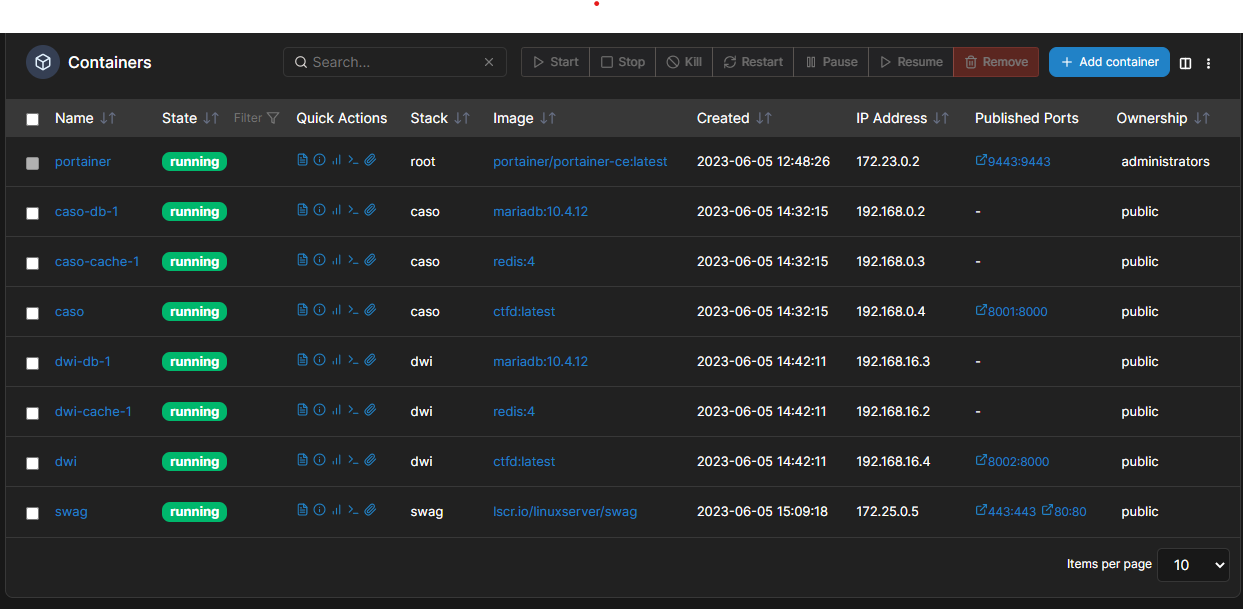 Containers Search... Start Stop Kill Restart Pause Resume Remove + Add container
Name State Filter Quick Actions Stack Image Created IP Address Published Ports Ownership
portainer running root portainer/portainer-ce:latest 2023-06-05 12:48:26 172.23.0.2 9443:9443 administrators
caso-db-1 running caso mariadb:10.4.12 2023-06-05 14:32:15 192.168.0.2 - public
caso-cache-1 running caso redis:4 2023-06-05 14:32:15 192.168.0.3 - public
caso running caso ctfd:latest 2023-06-05 14:32:15 192.168.0.4 8001:8000 public
dwi-db-1 running dwi mariadb:10.4.12 2023-06-05 14:42:11 192.168.16.3 - public
dwi-cache-1 running dwi redis:4 2023-06-05 14:42:11 192.168.16.2 - public
dwi running dwi ctfd:latest 2023-06-05 14:42:11 192.168.16.4 8002:8000 public
swag running swag lscr.io/linuxserver/swag 2023-06-05 15:09:18 172.25.0.5 443:443 80:80 public
Items per page 10